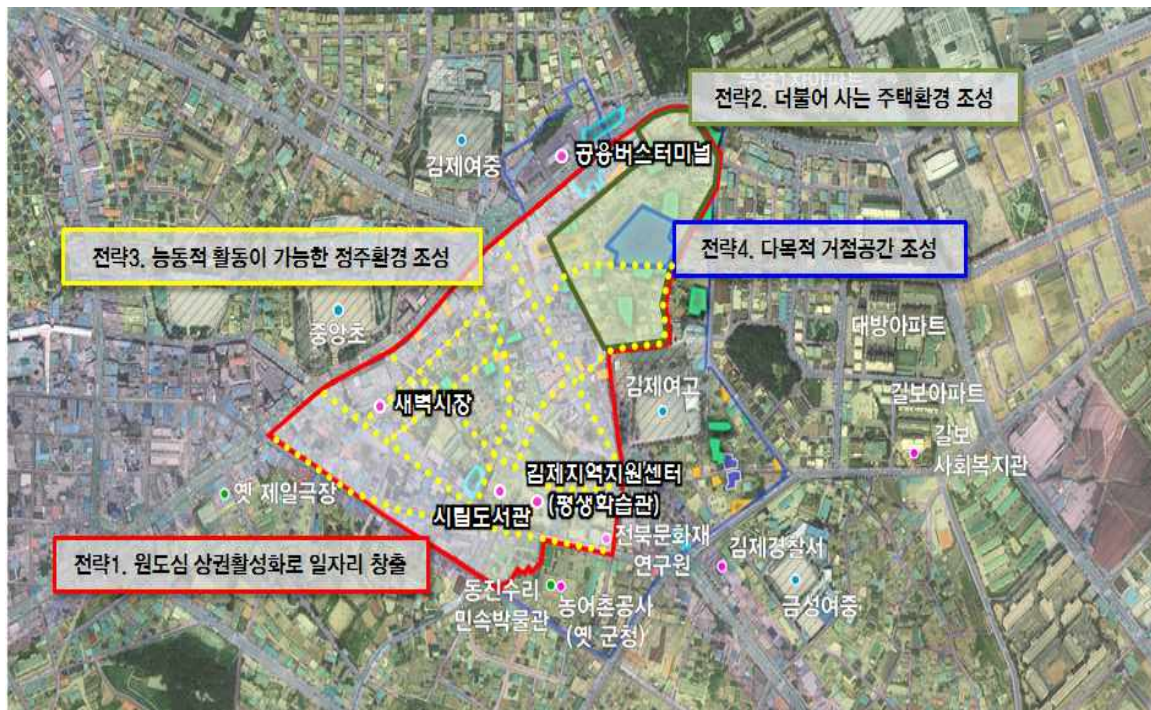 전략2. 더불어 사는 주택환경 조성
공용버스터미널
김제여중
전략3. 능동적 활동이 가능한 정주환경 조성
전략4. 다목적 거점공간 조성
중앙초
대방아파트
새벽시장
김제여고
길보아파트
길보
사회복지관
김제지역지원센터
(평생학습관)
옛 제일극장
시립도서관
전북문화재
연구원
김제경찰서
전략1. 원도심 상권활성화로 일자리 창출
동진수리
민속박물관
농어촌공사
(옛 군청)
금성여중